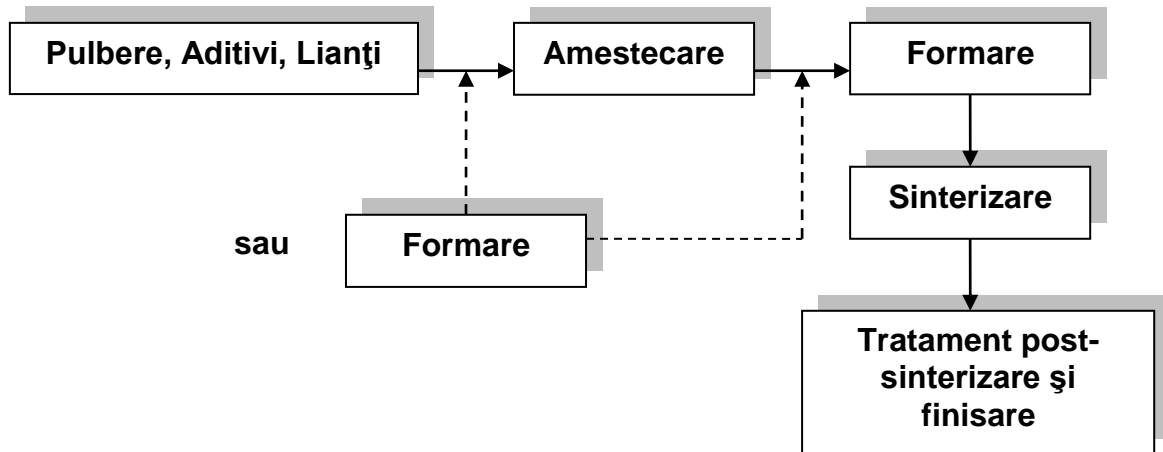 Pulbere, Aditivi, Lianţi
Amestecare
Formare
Sinterizare
sau
Formare
Tratament post-
sinterizare şi
finisare